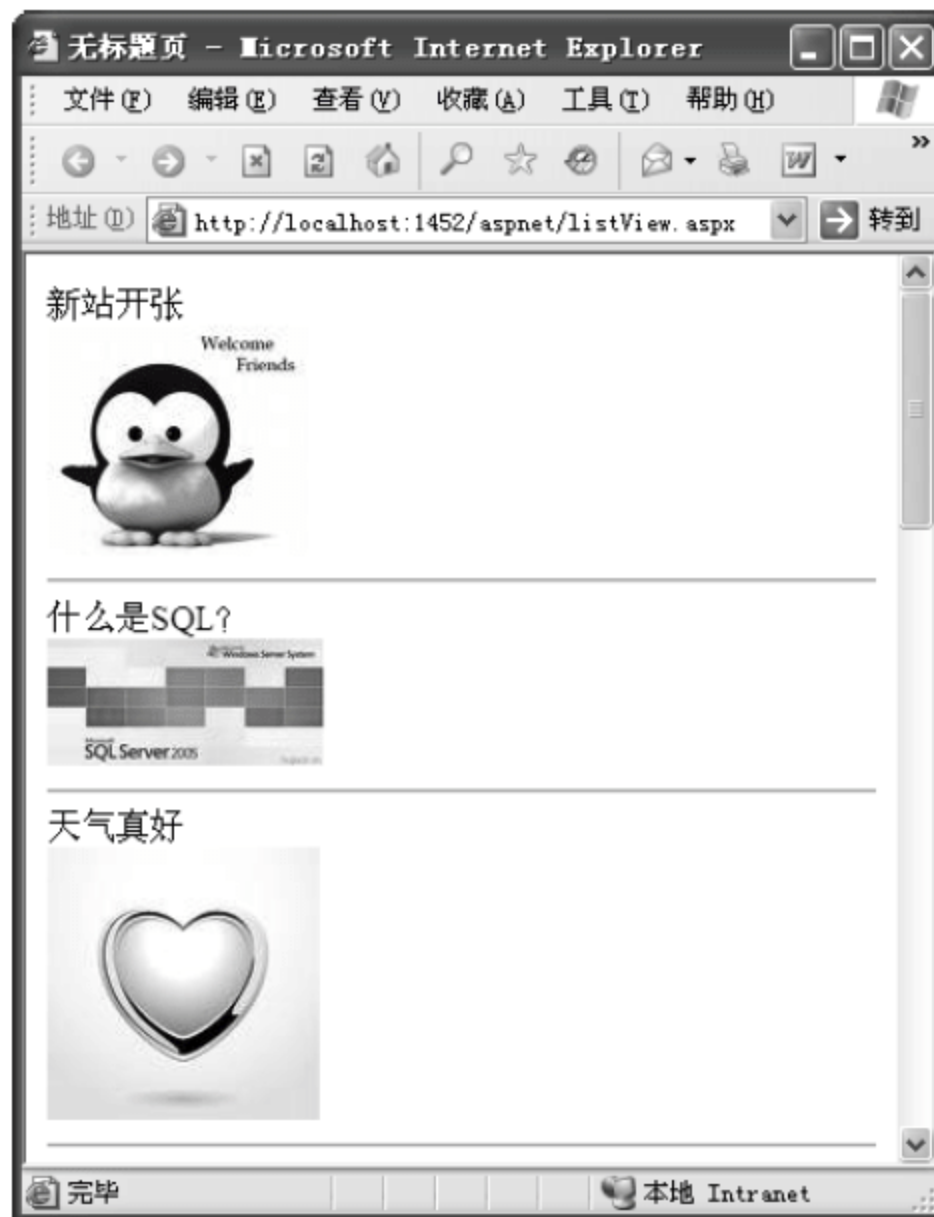 无标题页 - Microsoft Internet Explorer
文件(F) 编辑(E) 查看(V) 收藏(A) 工具(T) 帮助(H)
W »
地址(D) http://localhost:1452/aspnet/listView.aspx 转到
新站开张
Welcome
Friends
什么是SQL?
Windows Server System
Microsoft
SQL Server 2005
天气真好
完毕 本地 Intranet